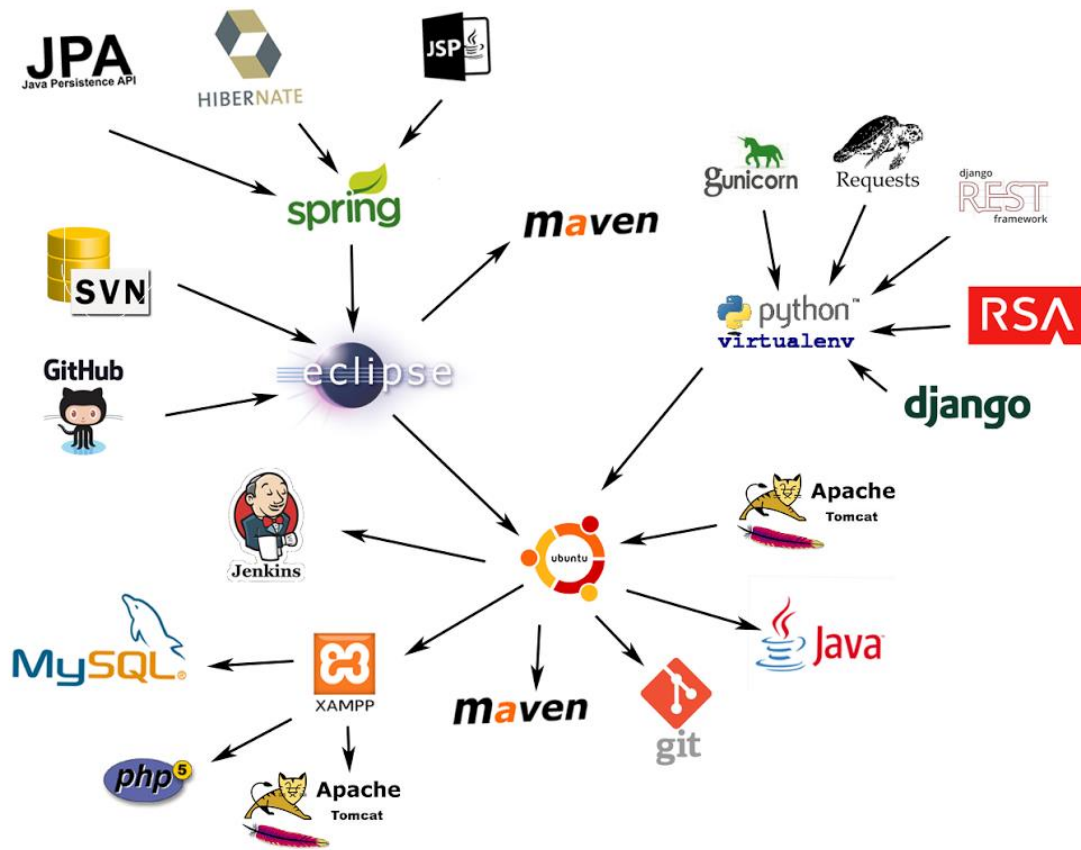 JPA
Java Persistence API
HIBERNATE
JSP
spring
maven
gunicorn
Requests
django
REST
framework
SVN
python™
virtualenv
RSA
GitHub
eclipse
django
Apache
Tomcat
Jenkins
ubuntu
Java
MySQL®
XAMPP
maven
git
php 5
Apache
Tomcat